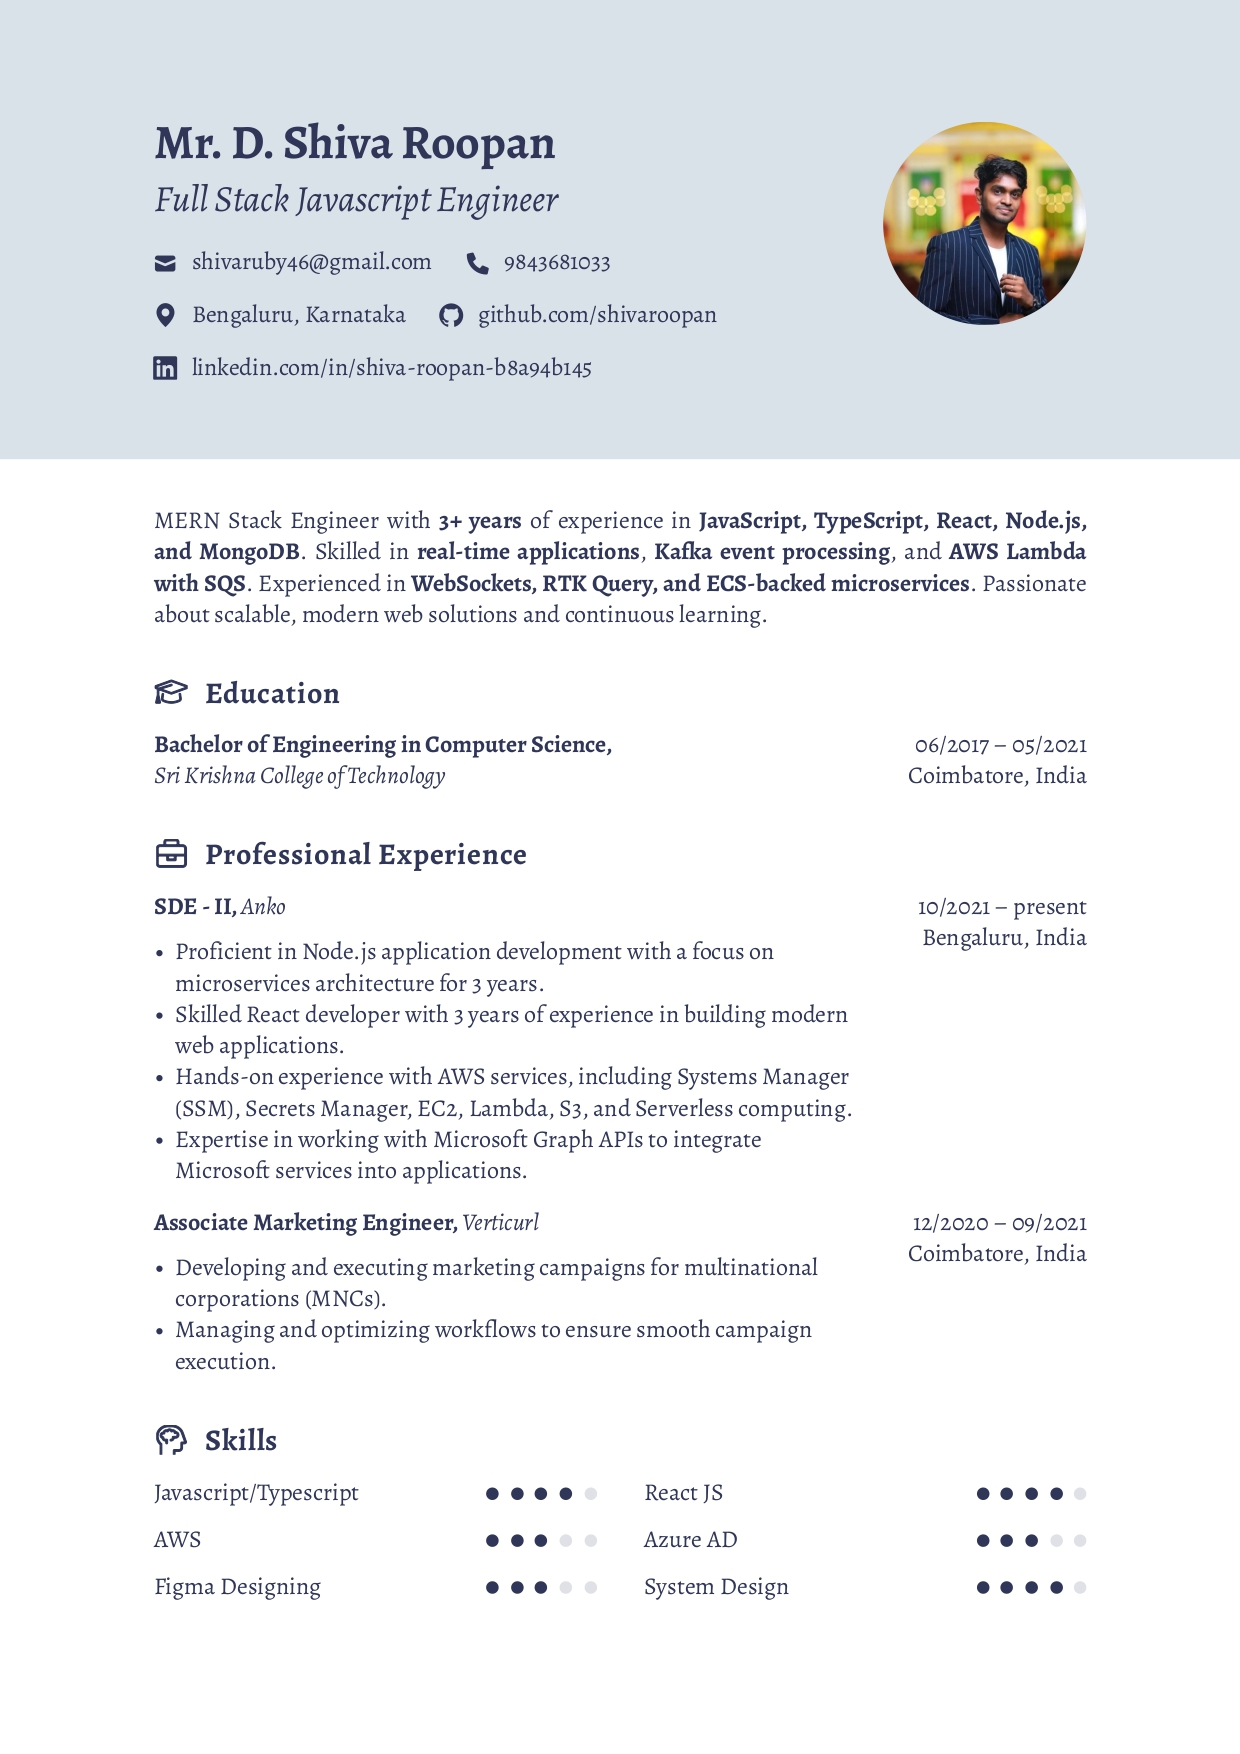 Mr. D. Shiva Roopan
Full Stack Javascript Engineer
shivaruby46@gmail.com 9843681033
Bengaluru, Karnataka github.com/shivaroopan
linkedin.com/in/shiva-roopan-b8a94b145
MERN Stack Engineer with 3+ years of experience in JavaScript, TypeScript, React, Node.js,
and MongoDB. Skilled in real-time applications, Kafka event processing, and AWS Lambda
with SQS. Experienced in WebSockets, RTK Query, and ECS-backed microservices. Passionate
about scalable, modern web solutions and continuous learning.
Education
Bachelor of Engineering in Computer Science, 06/2017 – 05/2021
Sri Krishna College of Technology Coimbatore, India
Professional Experience
SDE - II, Anko 10/2021 – present
Bengaluru, India
• Proficient in Node.js application development with a focus on
microservices architecture for 3 years.
• Skilled React developer with 3 years of experience in building modern
web applications.
• Hands-on experience with AWS services, including Systems Manager
(SSM), Secrets Manager, EC2, Lambda, S3, and Serverless computing.
• Expertise in working with Microsoft Graph APIs to integrate
Microsoft services into applications.
Associate Marketing Engineer, Verticurl 12/2020 – 09/2021
Coimbatore, India
• Developing and executing marketing campaigns for multinational
corporations (MNCs).
• Managing and optimizing workflows to ensure smooth campaign
execution.
Skills
Javascript/Typescript React JS
AWS Azure AD
Figma Designing System Design